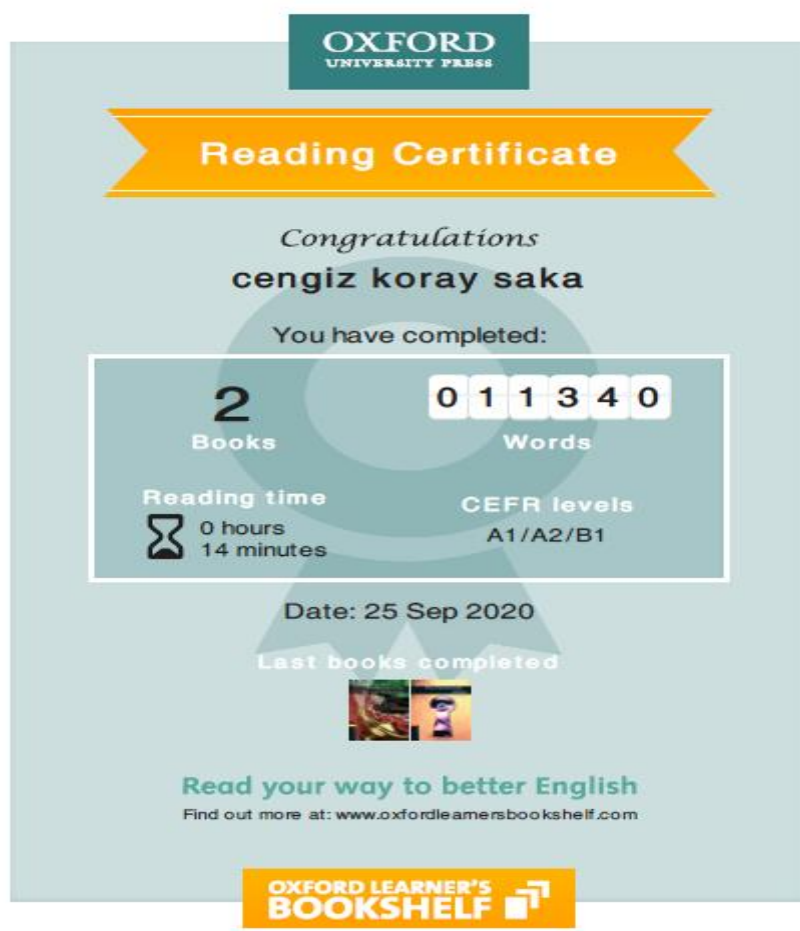 OXFORD
UNIVERSITY PRESS
Reading Certificate
Congratulations
cengiz koray saka
You have completed:
2
Books
011340
Words
Reading time
0 hours
14 minutes
CEFR levels
A1/A2/B1
Date: 25 Sep 2020
Last books completed
Read your way to better English
Find out more at: www.oxfordlearnersbookshelf.com
OXFORD LEARNER'S
BOOKSHELF